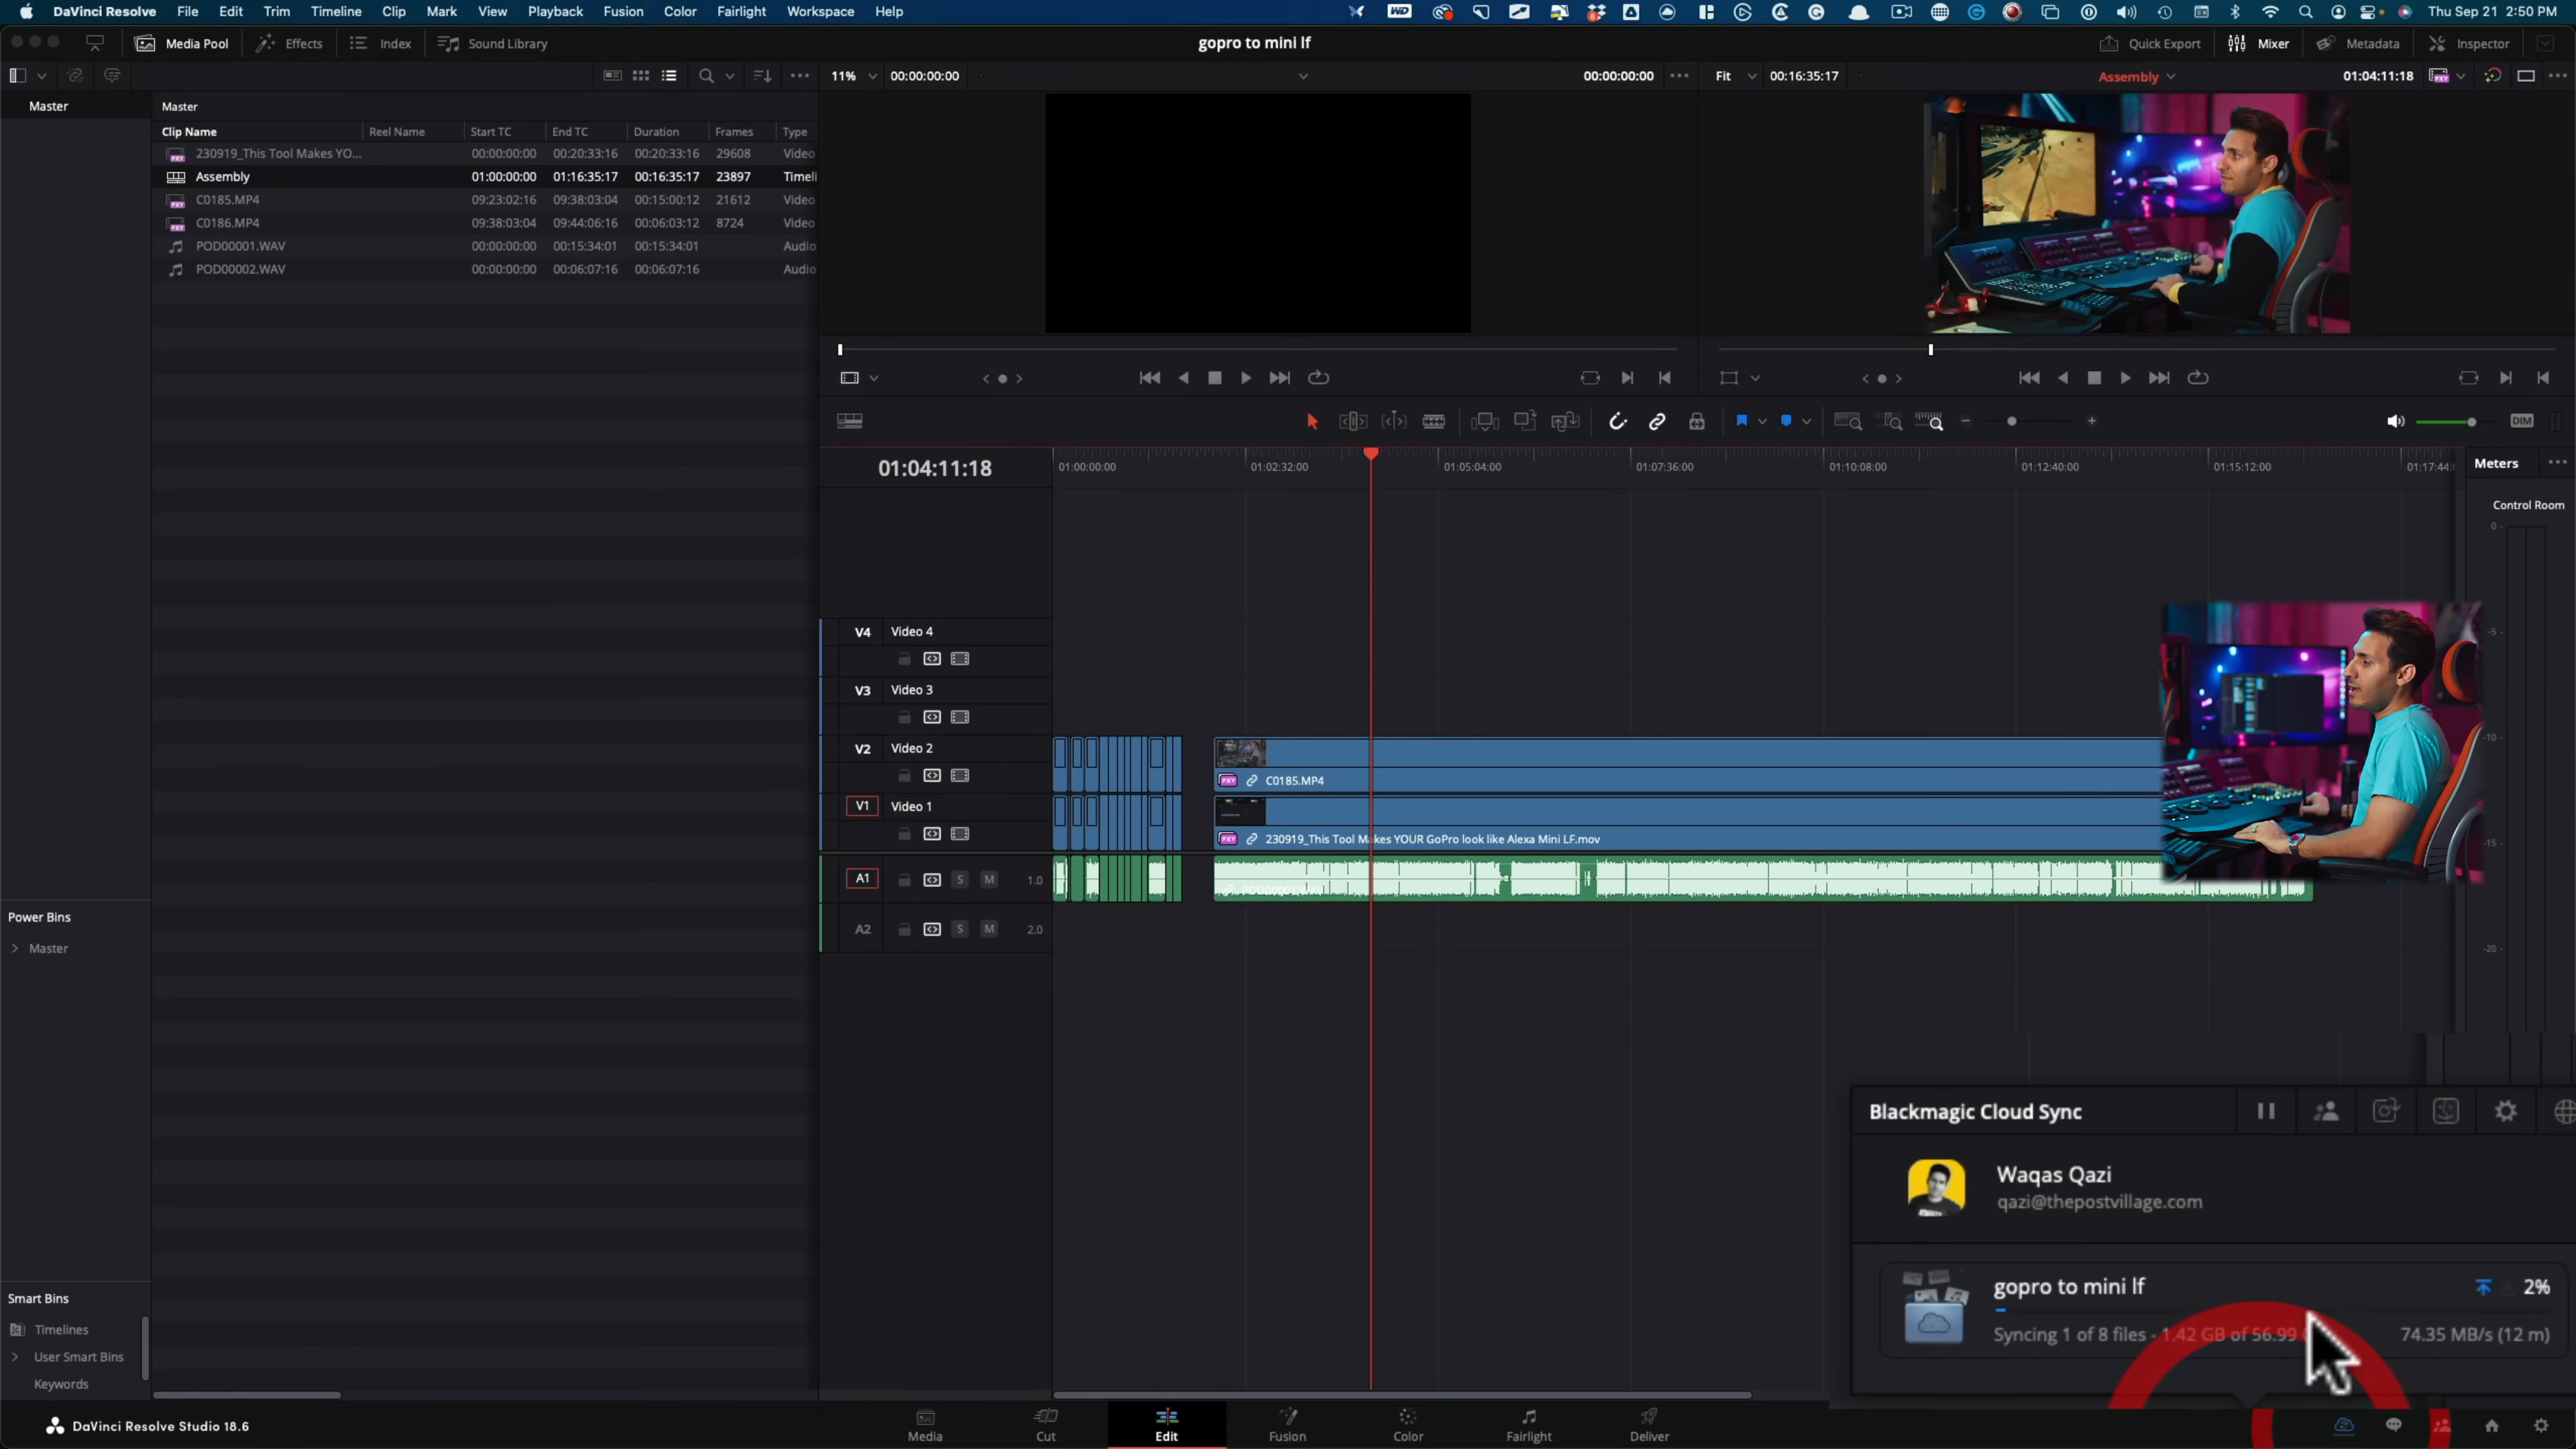 DaVinci Resolve File Edit Trim Timeline Clip Mark View Playback Fusion Color Fairlight Workspace Help Thu Sep 21 2:50 PM
Media Pool Effects Index Sound Library gopro to mini lf Quick Export Mixer Metadata Inspector
11% 00:00:00:00 00:00:00:00 Fit 00:16:35:17 Assembly 01:04:11:18
Master Master
Clip Name Reel Name Start TC End TC Duration Frames Type
230919_This Tool Makes YO... 00:00:00:00 00:20:33:16 00:20:33:16 29608 Video
Assembly 01:00:00:00 01:16:35:17 00:16:35:17 23897 Timeli
C0185.MP4 09:23:02:16 09:38:03:04 00:15:00:12 21612 Video
C0186.MP4 09:38:03:04 09:44:06:16 00:06:03:12 8724 Video
POD00001.WAV 00:00:00:00 00:15:34:01 00:15:34:01 Audio
POD00002.WAV 00:00:00:00 00:06:07:16 00:06:07:16 Audio
DIM
01:04:11:18 01:00:00:00 01:02:32:00 01:05:04:00 01:07:36:00 01:10:08:00 01:12:40:00 01:15:12:00 01:17:44:
Meters
Control Room
0 -
V4 Video 4
-5 -
V3 Video 3
-10 -
V2 Video 2
C0185.MP4
V1 Video 1
230919_This Tool Makes YOUR GoPro look like Alexa Mini LF.mov
-15 -
A1 S M 1.0
A2 S M 2.0
-20 -
Power Bins
Master
Blackmagic Cloud Sync
Waqas Qazi
qazi@thepostvillage.com
gopro to mini lf 2%
Syncing 1 of 8 files - 1.42 GB of 56.99 74.35 MB/s (12 m)
Smart Bins
Timelines
User Smart Bins
Keywords
DaVinci Resolve Studio 18.6
Media Cut Edit Fusion Color Fairlight Deliver